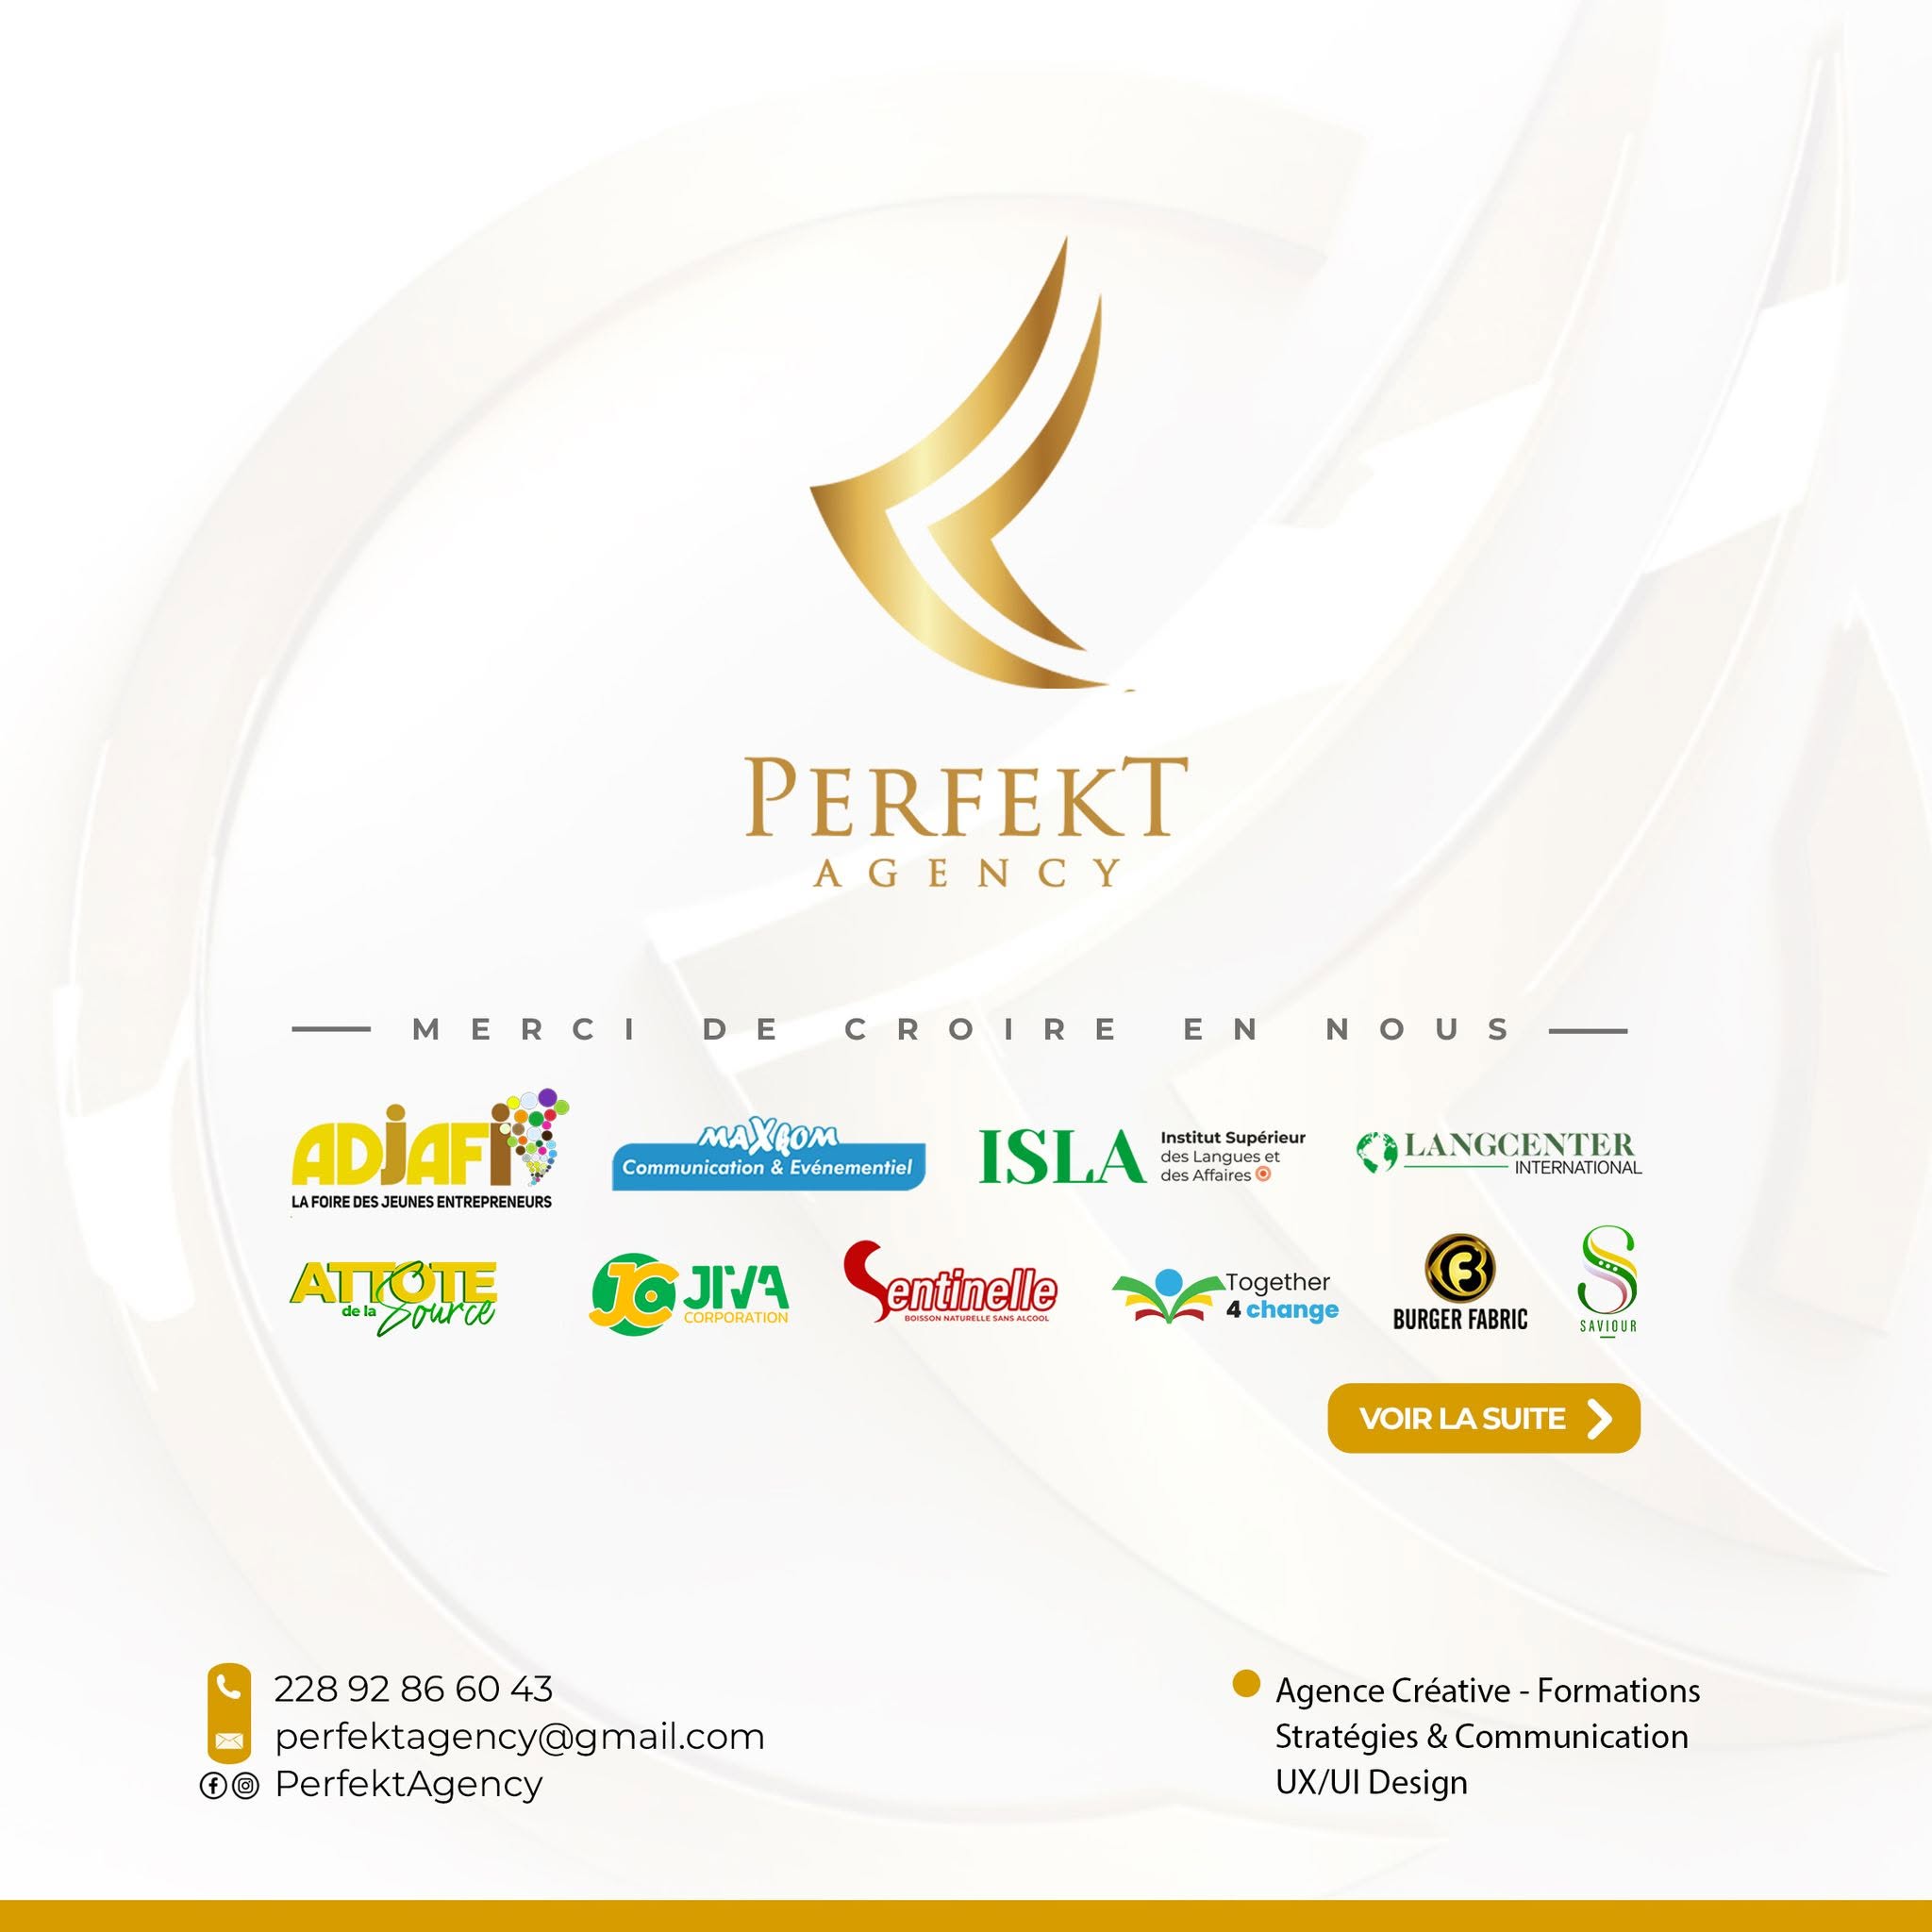 PERFEKT
AGENCY
MERCI DE CROIRE EN NOUS
ADJAFI
LA FOIRE DES JEUNES ENTREPRENEURS
MAXBOM
Communication & Evénementiel
ISLA
Institut Supérieur
des Langues et
des Affaires
LANGCENTER
INTERNATIONAL
ATTOTE
de la Source
JC
JIVA
CORPORATION
Sentinelle
BOISSON NATURELLE SANS ALCOOL
Together
4 change
BURGER FABRIC
SAVIOUR
VOIR LA SUITE
228 92 86 60 43
perfektagency@gmail.com
PerfektAgency
Agence Créative - Formations
Stratégies & Communication
UX/UI Design